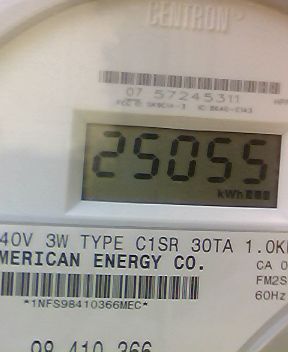 CENTRON
07 57245311
25055
kWh
40V 3W TYPE C1SR 30TA 1.0K
MERICAN ENERGY CO.
CA 0
FM2S
*1NFS98410366MEC*
60Hz
98 410 366